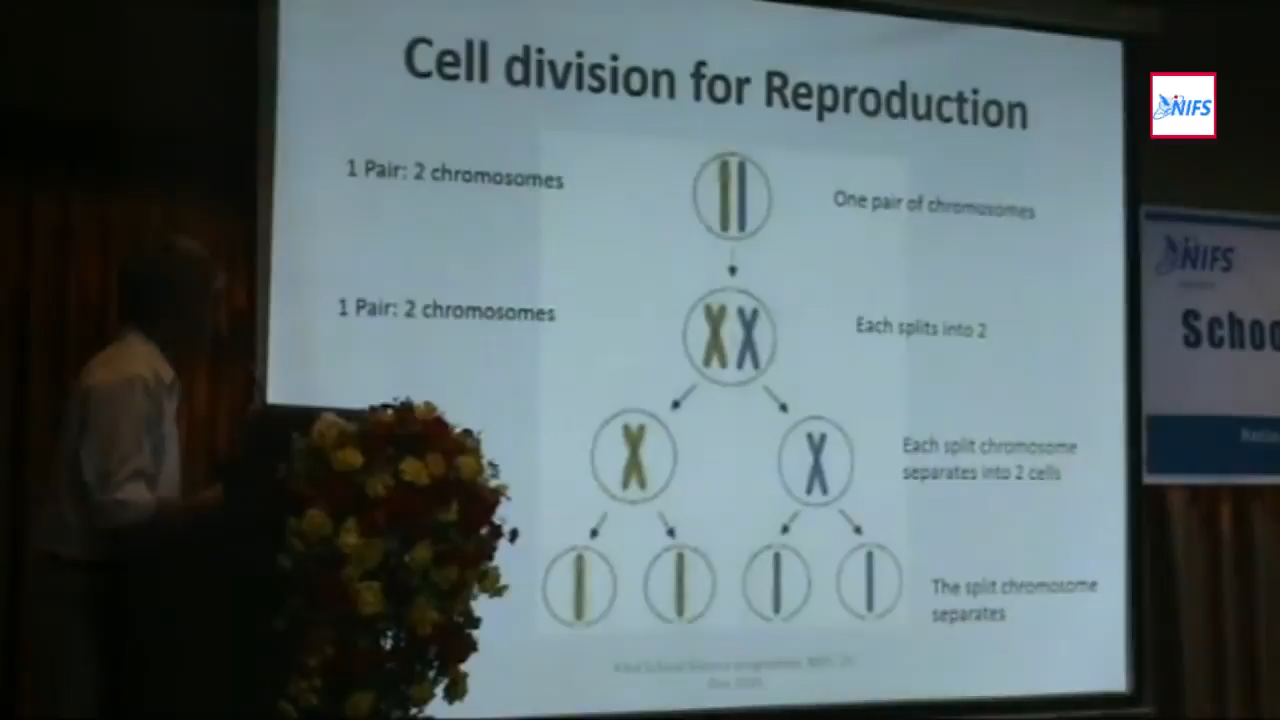 Cell division for Reproduction
1 Pair: 2 chromosomes
One pair of chromosomes
1 Pair: 2 chromosomes
Each splits into 2
Each split chromosome
separates into 2 cells
The split chromosome
separates
NIFS
NIFS
Schoo